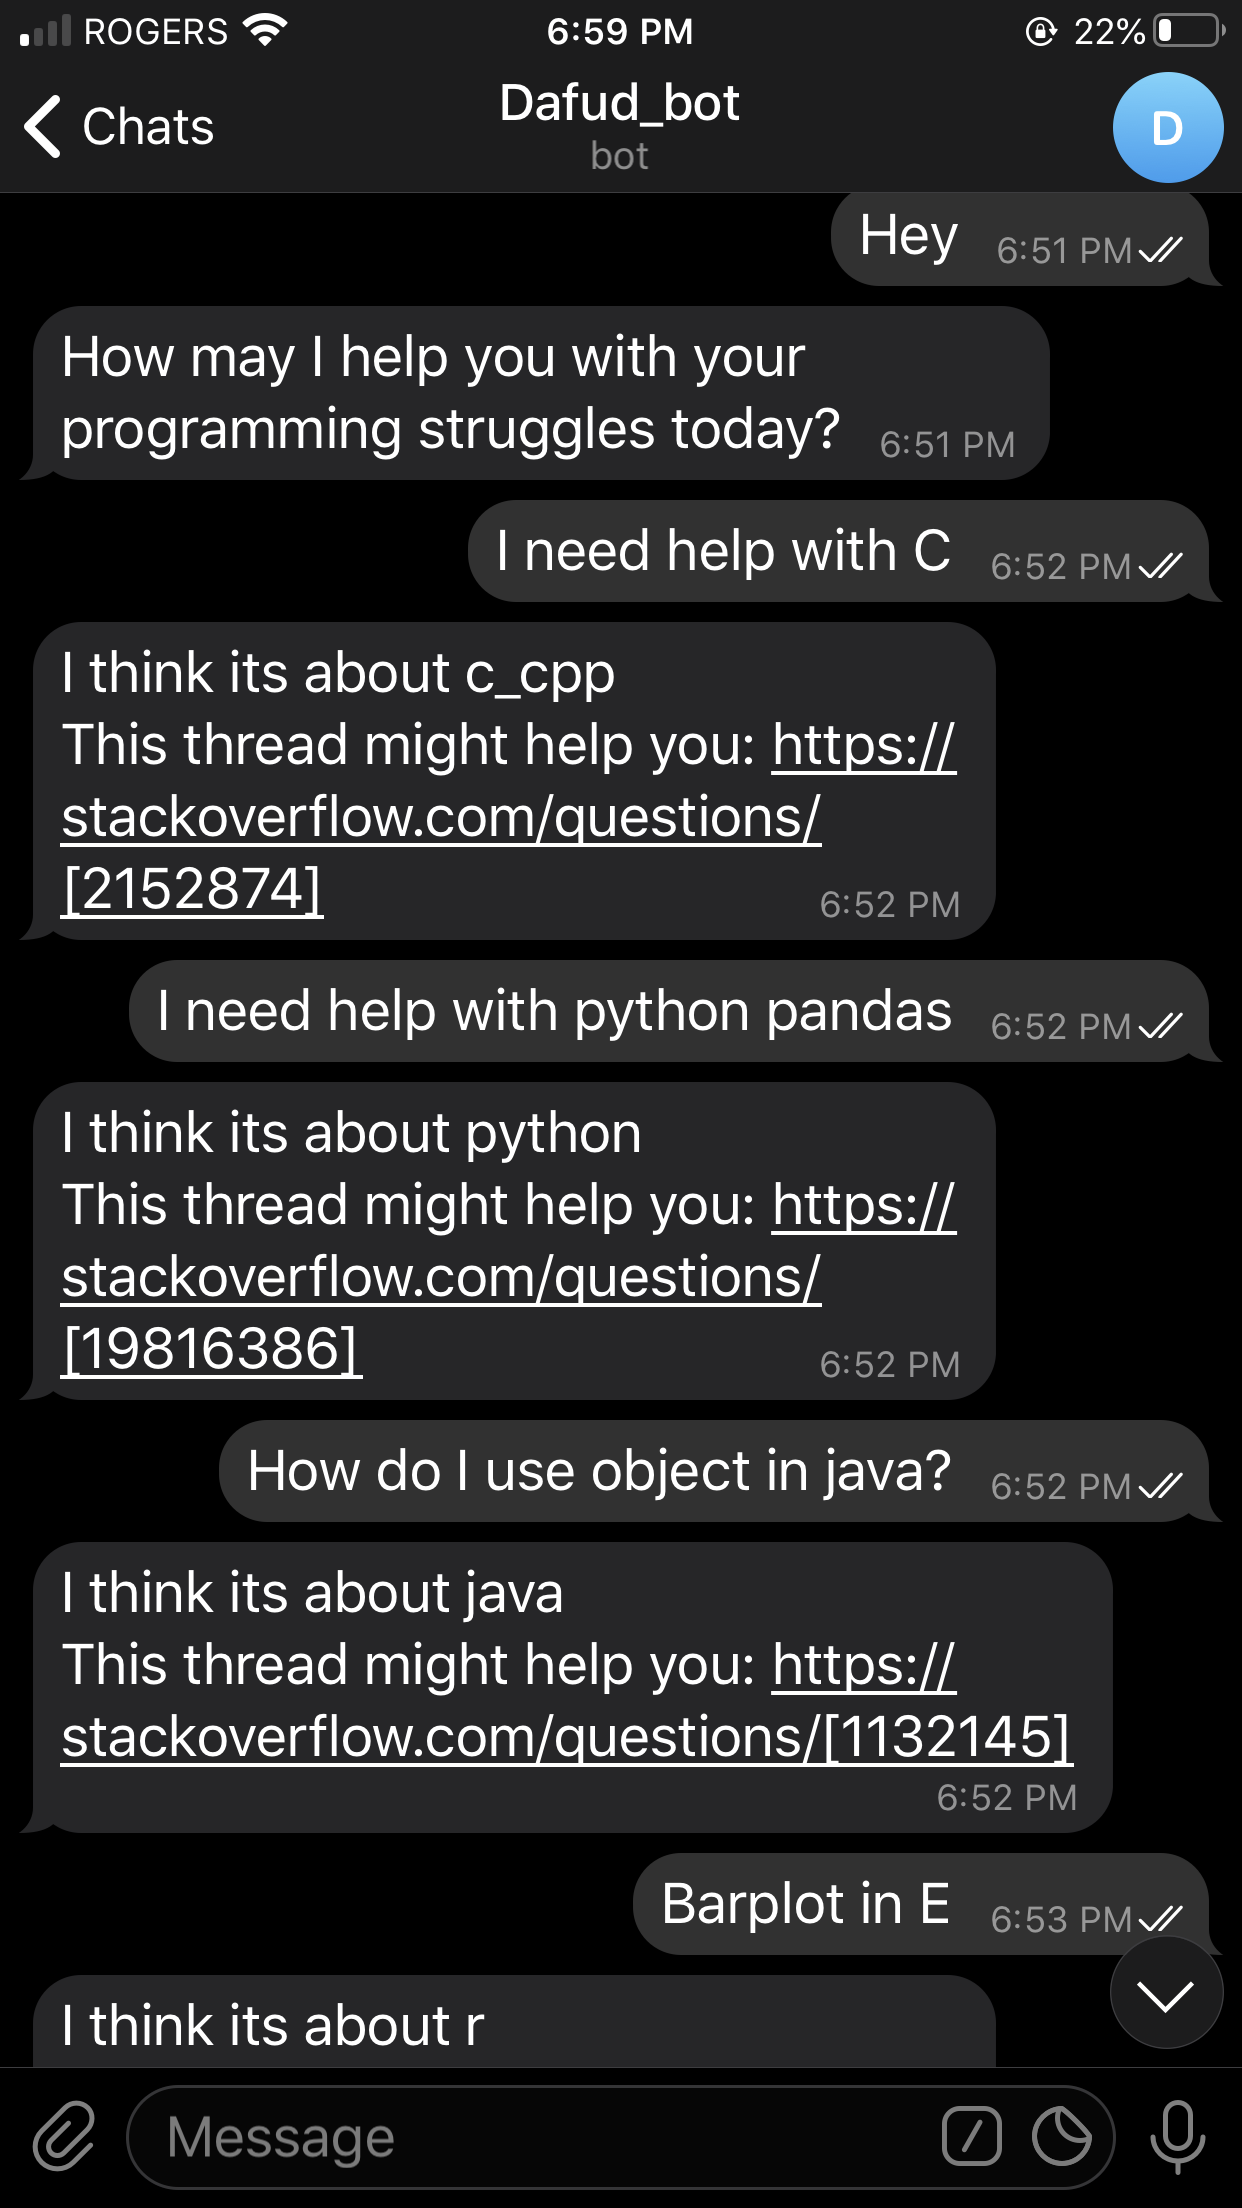 ROGERS 6:59 PM 22%
Chats Dafud_bot D
bot
Hey 6:51 PM
How may I help you with your
programming struggles today? 6:51 PM
I need help with C 6:52 PM
I think its about c_cpp
This thread might help you: https://
stackoverflow.com/questions/
[2152874] 6:52 PM
I need help with python pandas 6:52 PM
I think its about python
This thread might help you: https://
stackoverflow.com/questions/
[19816386] 6:52 PM
How do I use object in java? 6:52 PM
I think its about java
This thread might help you: https://
stackoverflow.com/questions/[1132145]
6:52 PM
Barplot in E 6:53 PM
I think its about r
Message